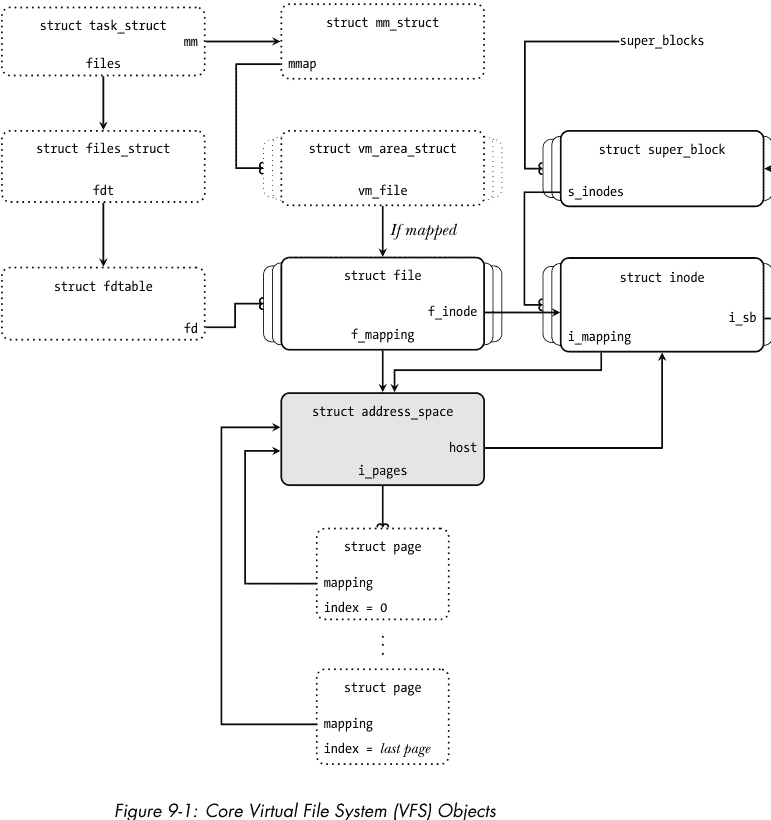 struct task_struct
mm
files
struct mm_struct
mmap
super_blocks
struct files_struct
fdt
struct vm_area_struct
vm_file
struct super_block
s_inodes
If mapped
struct fdtable
fd
struct file
f_inode
f_mapping
struct inode
i_sb
i_mapping
struct address_space
host
i_pages
struct page
mapping
index = 0
struct page
mapping
index = last page
Figure 9-1: Core Virtual File System (VFS) Objects